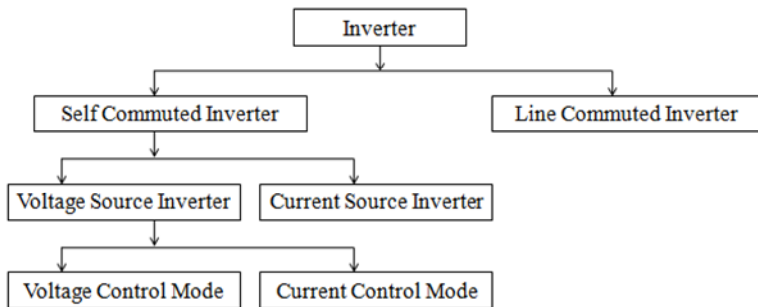 Inverter
Self Commuted Inverter
Line Commuted Inverter
Voltage Source Inverter
Current Source Inverter
Voltage Control Mode
Current Control Mode